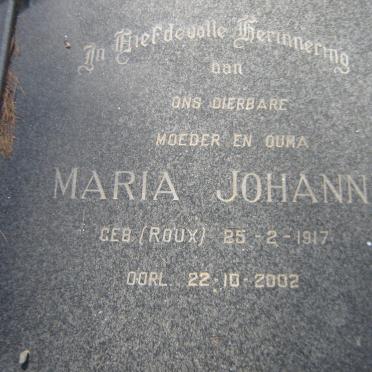 In Liefdevolle Herinnering
aan
ONS DIERBARE
MOEDER EN OUMA
MARIA JOHANN
GEB (ROUX) 25-2-1917
OORL. 22-10-2002